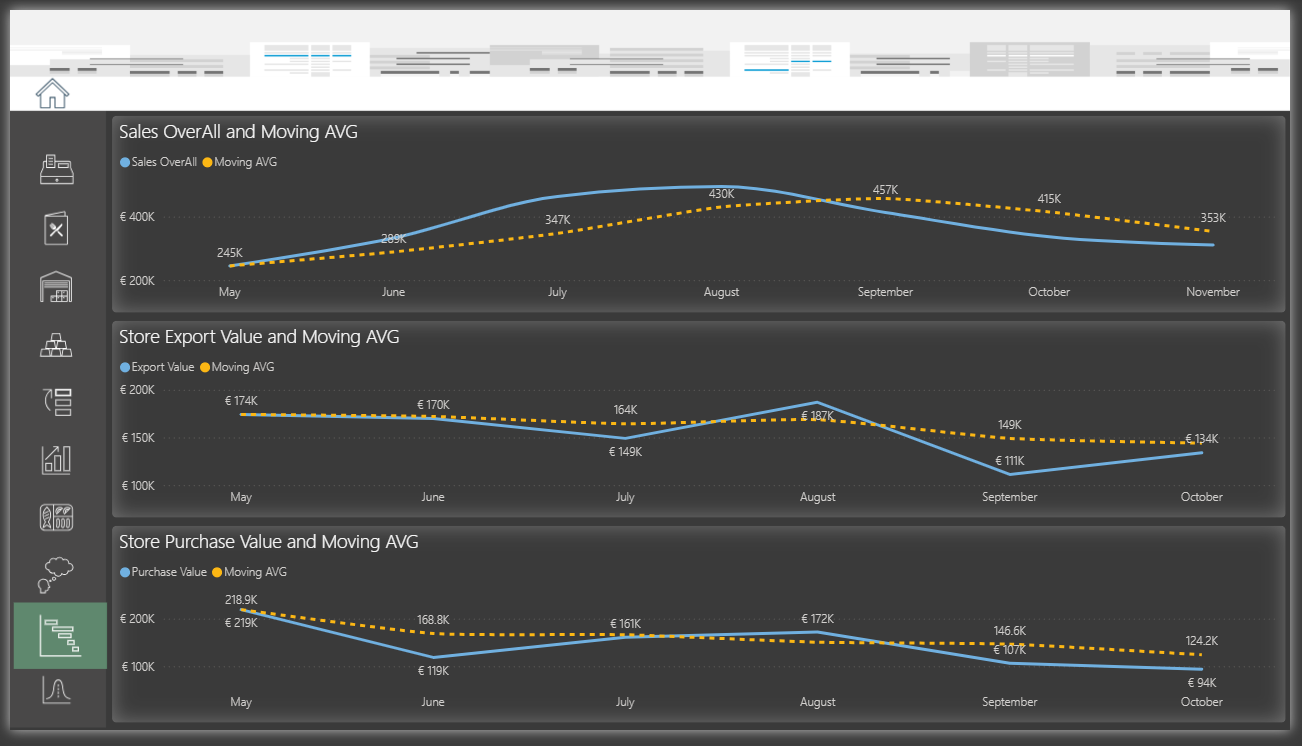 Sales OverAll and Moving AVG
Sales OverAll Moving AVG
€ 400K
€ 200K
245K 289K 347K 430K 457K 415K 353K
May June July August September October November
Store Export Value and Moving AVG
Export Value Moving AVG
€ 200K
€ 150K
€ 100K
€ 174K € 170K 164K € 187K 149K € 134K
€ 149K € 111K
May June July August September October
Store Purchase Value and Moving AVG
Purchase Value Moving AVG
€ 200K
€ 100K
218.9K 168.8K € 161K € 172K 146.6K 124.2K
€ 219K € 119K € 107K € 94K
May June July August September October